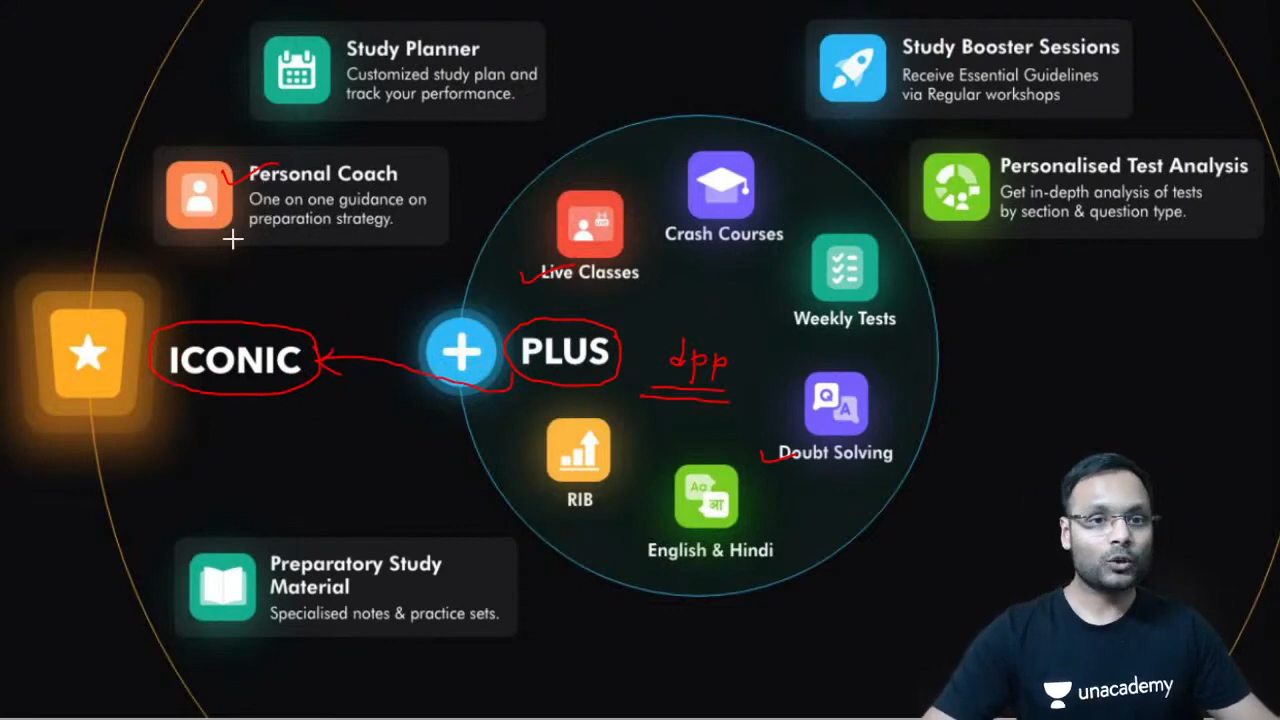 Study Planner
Customized study plan and
track your performance.
Study Booster Sessions
Receive Essential Guidelines
via Regular workshops
Personal Coach
One on one guidance on
preparation strategy.
Personalised Test Analysis
Get in-depth analysis of tests
by section & question type.
Crash Courses
Live Classes
Weekly Tests
ICONIC
PLUS
dpp
Q
A
Doubt Solving
RIB
Aa
आ
English & Hindi
Preparatory Study
Material
Specialised notes & practice sets.
unacademy